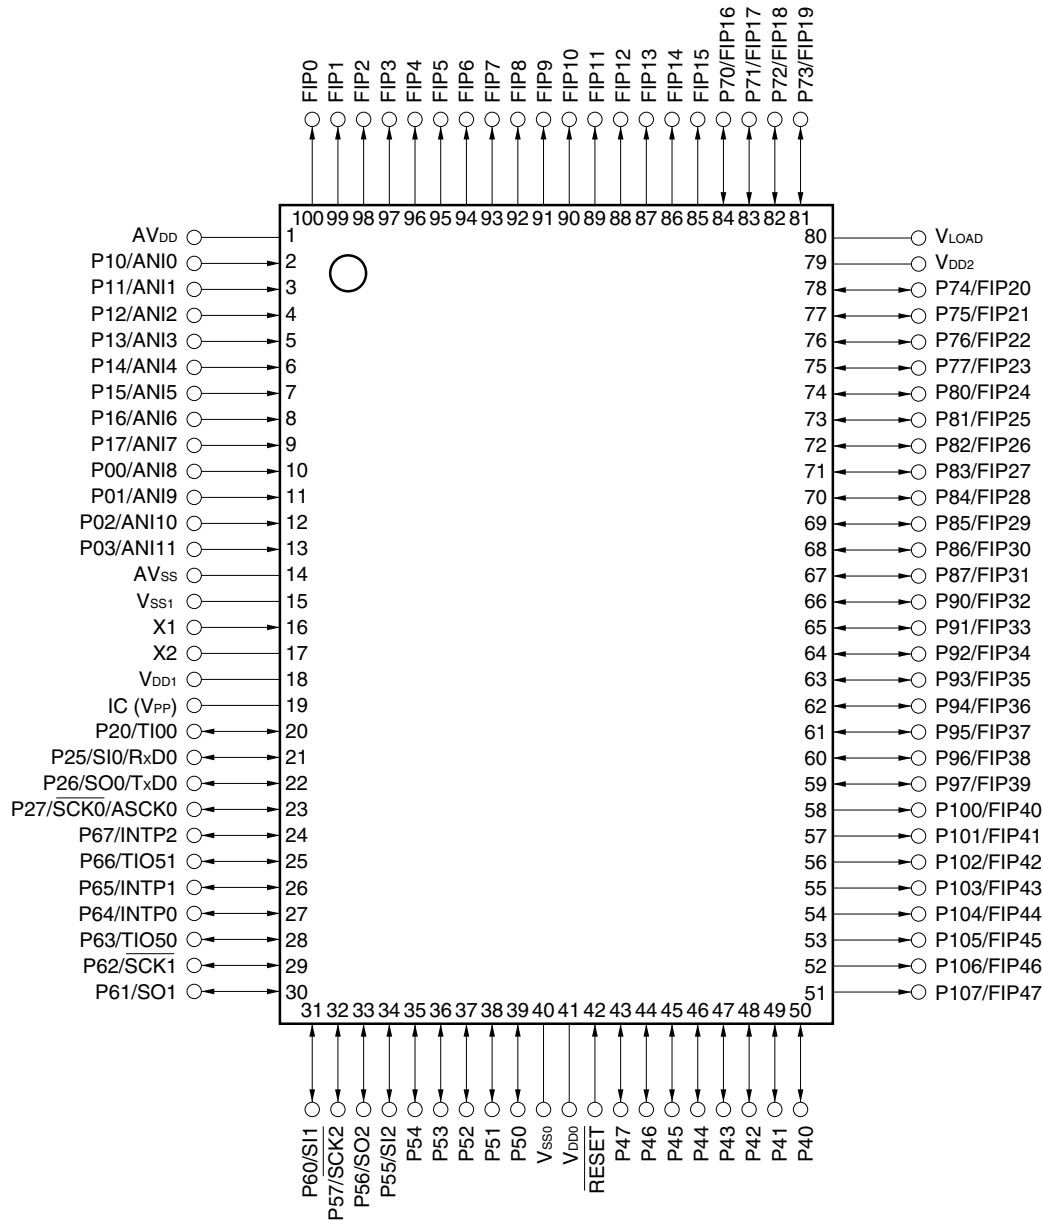 FIP0
FIP1
FIP2
FIP3
FIP4
FIP5
FIP6
FIP7
FIP8
FIP9
FIP10
FIP11
FIP12
FIP13
FIP14
FIP15
P70/FIP16
P71/FIP17
P72/FIP18
P73/FIP19
100 99 98 97 96 95 94 93 92 91 90 89 88 87 86 85 84 83 82 81
AVDD 1
P10/ANI0 2
P11/ANI1 3
P12/ANI2 4
P13/ANI3 5
P14/ANI4 6
P15/ANI5 7
P16/ANI6 8
P17/ANI7 9
P00/ANI8 10
P01/ANI9 11
P02/ANI10 12
P03/ANI11 13
AVSS 14
VSS1 15
X1 16
X2 17
VDD1 18
IC (VPP) 19
P20/TI00 20
P25/SI0/RxD0 21
P26/SO0/TxD0 22
P27/SCK0/ASCK0 23
P67/INTP2 24
P66/TIO51 25
P65/INTP1 26
P64/INTP0 27
P63/TIO50 28
P62/SCK1 29
P61/SO1 30
80 VLOAD
79 VDD2
78 P74/FIP20
77 P75/FIP21
76 P76/FIP22
75 P77/FIP23
74 P80/FIP24
73 P81/FIP25
72 P82/FIP26
71 P83/FIP27
70 P84/FIP28
69 P85/FIP29
68 P86/FIP30
67 P87/FIP31
66 P90/FIP32
65 P91/FIP33
64 P92/FIP34
63 P93/FIP35
62 P94/FIP36
61 P95/FIP37
60 P96/FIP38
59 P97/FIP39
58 P100/FIP40
57 P101/FIP41
56 P102/FIP42
55 P103/FIP43
54 P104/FIP44
53 P105/FIP45
52 P106/FIP46
51 P107/FIP47
31 32 33 34 35 36 37 38 39 40 41 42 43 44 45 46 47 48 49 50
P60/SI1
P57/SCK2
P56/SO2
P55/SI2
P54
P53
P52
P51
P50
VSS0
VDD0
RESET
P47
P46
P45
P44
P43
P42
P41
P40